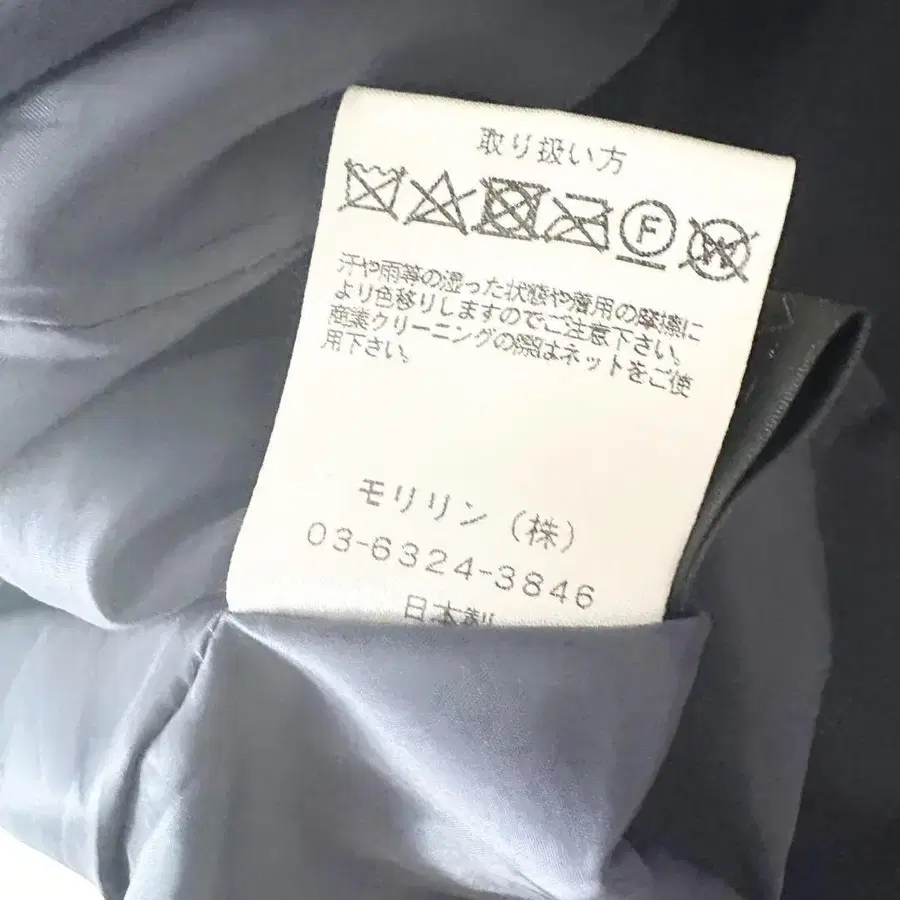 取り扱い方
F
W
汗や雨等の湿った状態や着用の摩擦に
より色移りしますのでご注意下さい。
商業クリーニングの際はネットをご使
用下さい。
モリリン(株)
03-6324-3846
日本製